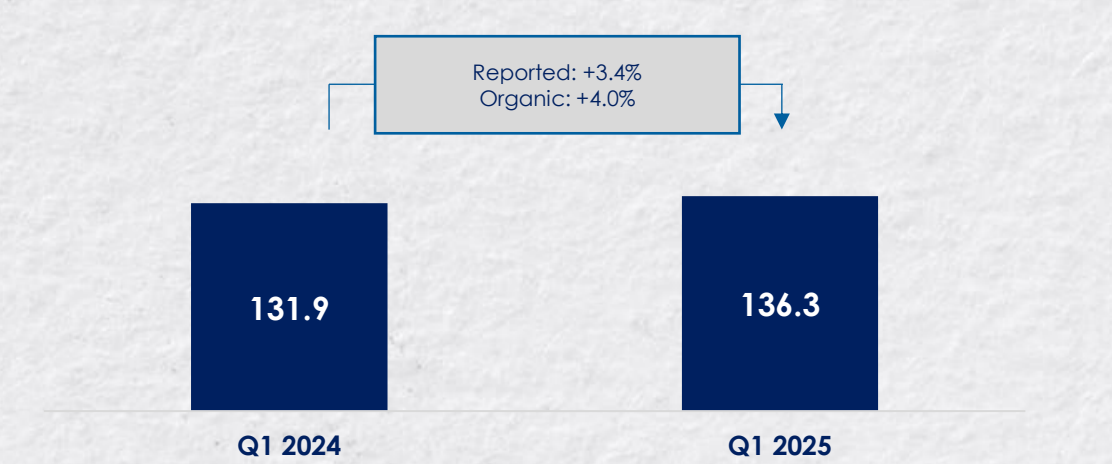 Reported: +3.4%
Organic: +4.0%
131.9
136.3
Q1 2024
Q1 2025